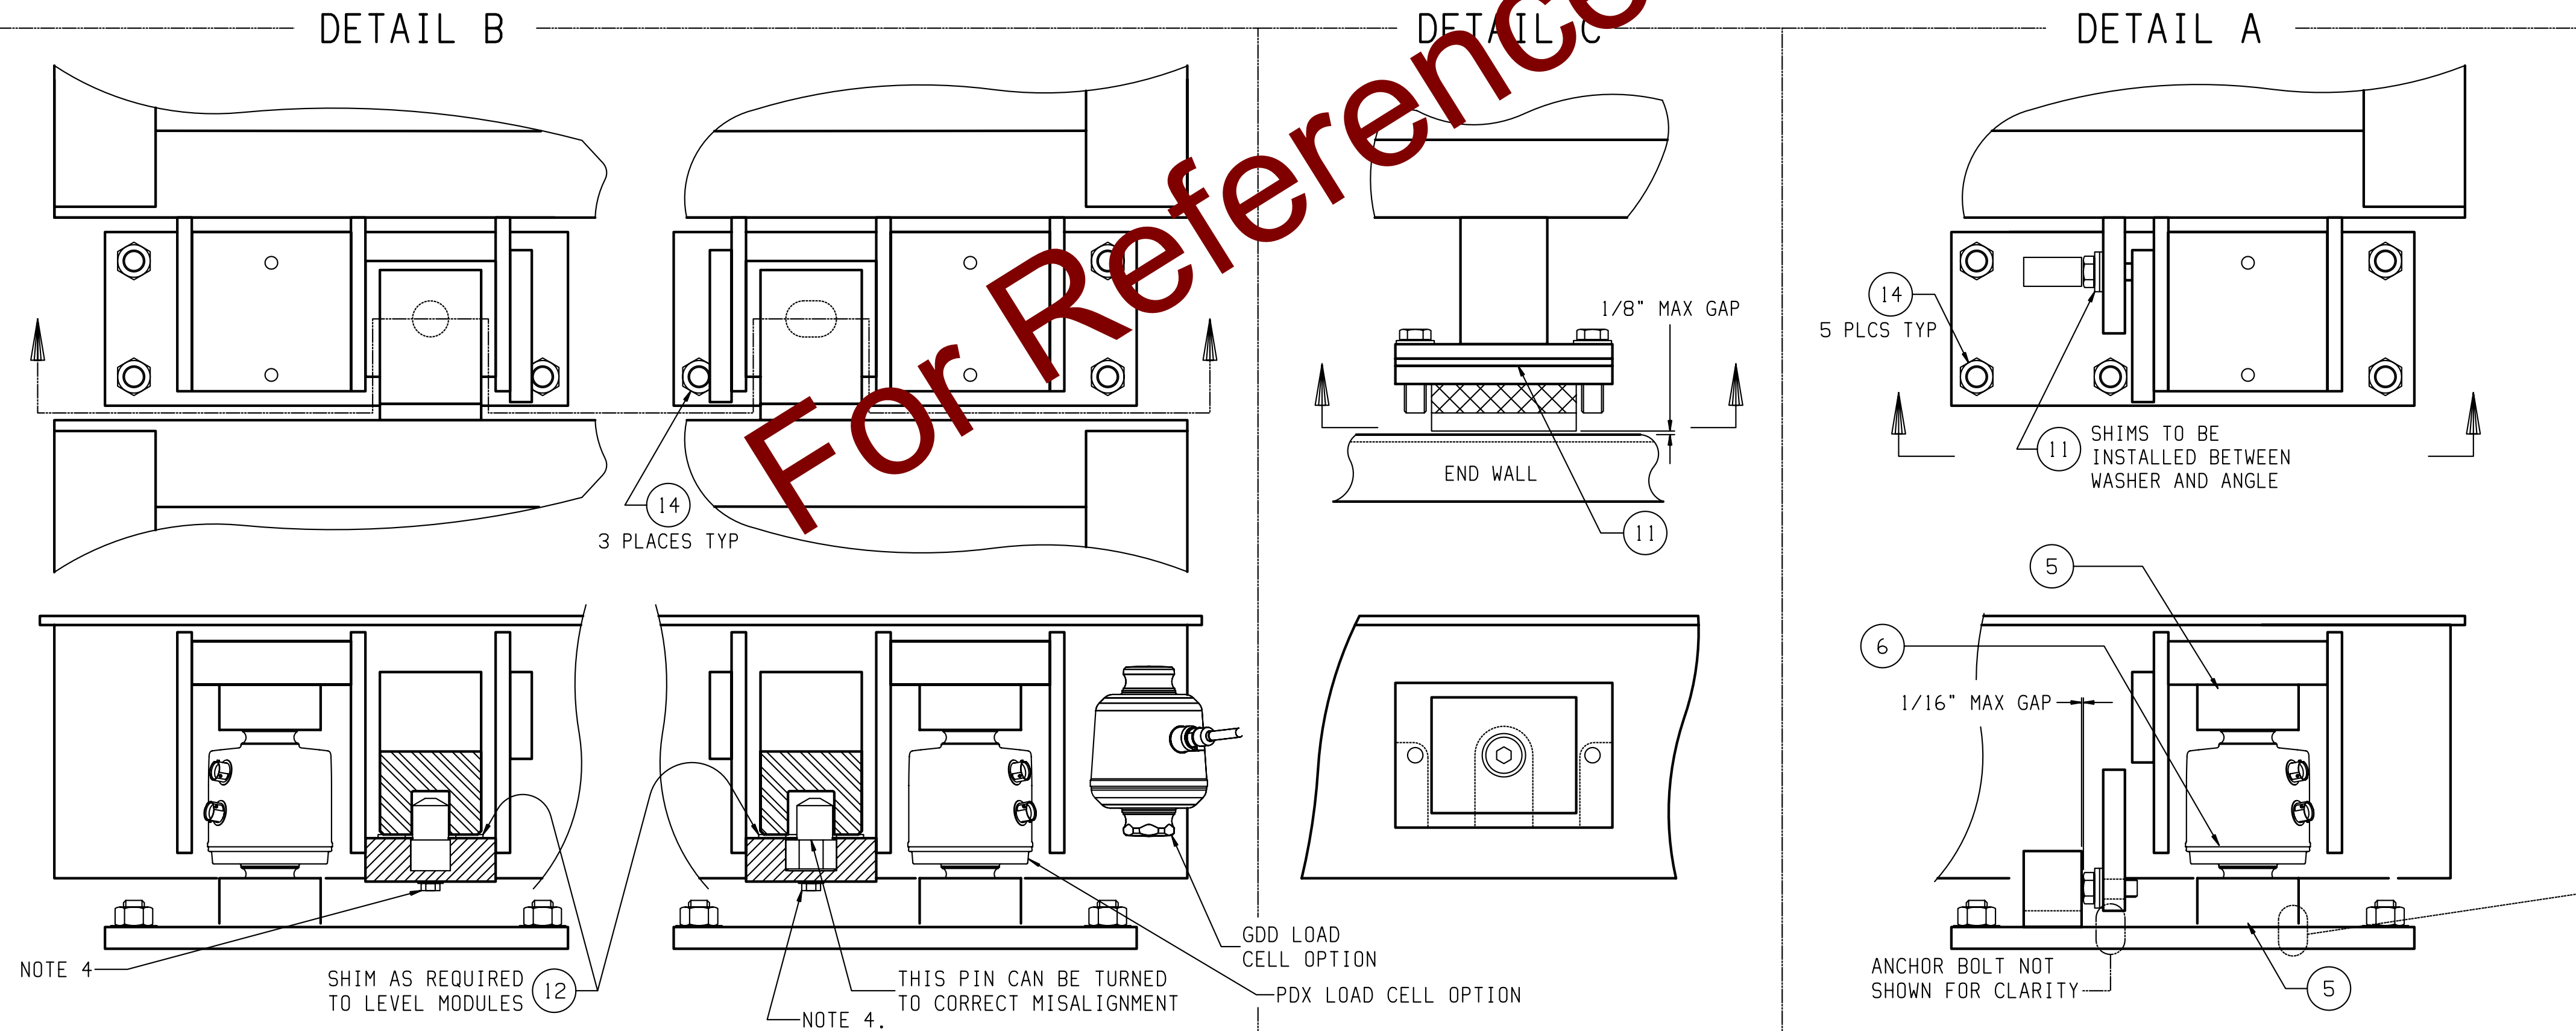 DETAIL B
DETAIL C
DETAIL A
For Reference
14
3 PLACES TYP
1/8" MAX GAP
END WALL
11
14
5 PLCS TYP
11
SHIMS TO BE
INSTALLED BETWEEN
WASHER AND ANGLE
NOTE 4
SHIM AS REQUIRED
TO LEVEL MODULES
12
THIS PIN CAN BE TURNED
TO CORRECT MISALIGNMENT
NOTE 4.
GDD LOAD
CELL OPTION
PDX LOAD CELL OPTION
5
6
1/16" MAX GAP
ANCHOR BOLT NOT
SHOWN FOR CLARITY
5